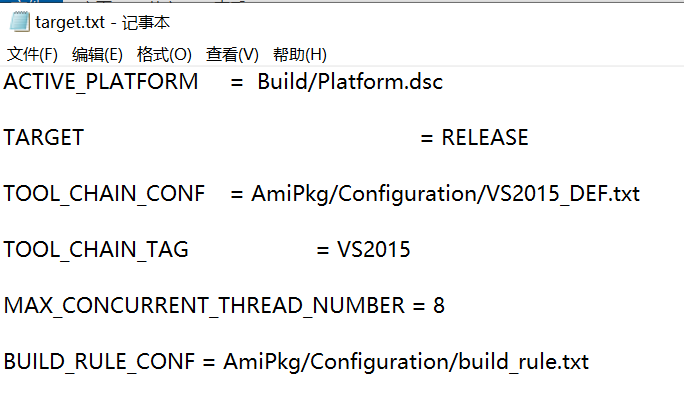 target.txt - 记事本
文件(F) 编辑(E) 格式(O) 查看(V) 帮助(H)
ACTIVE_PLATFORM = Build/Platform.dsc
TARGET = RELEASE
TOOL_CHAIN_CONF = AmiPkg/Configuration/VS2015_DEF.txt
TOOL_CHAIN_TAG = VS2015
MAX_CONCURRENT_THREAD_NUMBER = 8
BUILD_RULE_CONF = AmiPkg/Configuration/build_rule.txt